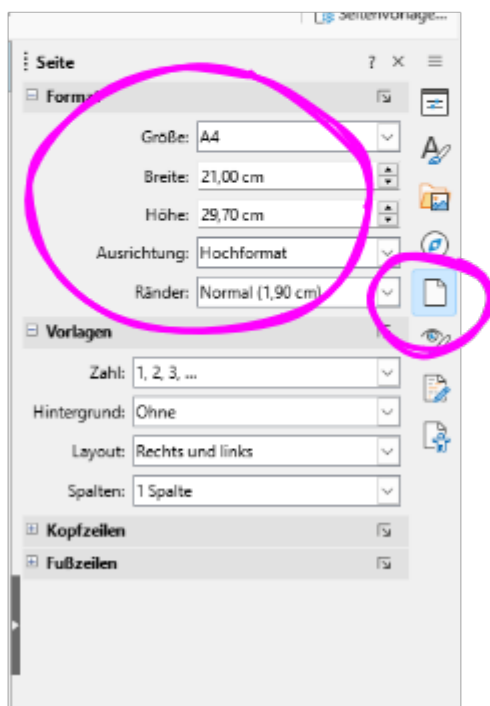 Seitenvorlage...
Seite ? ×
Format
Größe: A4
Breite: 21,00 cm
Höhe: 29,70 cm
Ausrichtung: Hochformat
Ränder: Normal (1,90 cm)
Vorlagen
Zahl: 1, 2, 3, ...
Hintergrund: Ohne
Layout: Rechts und links
Spalten: 1 Spalte
Kopfzeilen
Fußzeilen